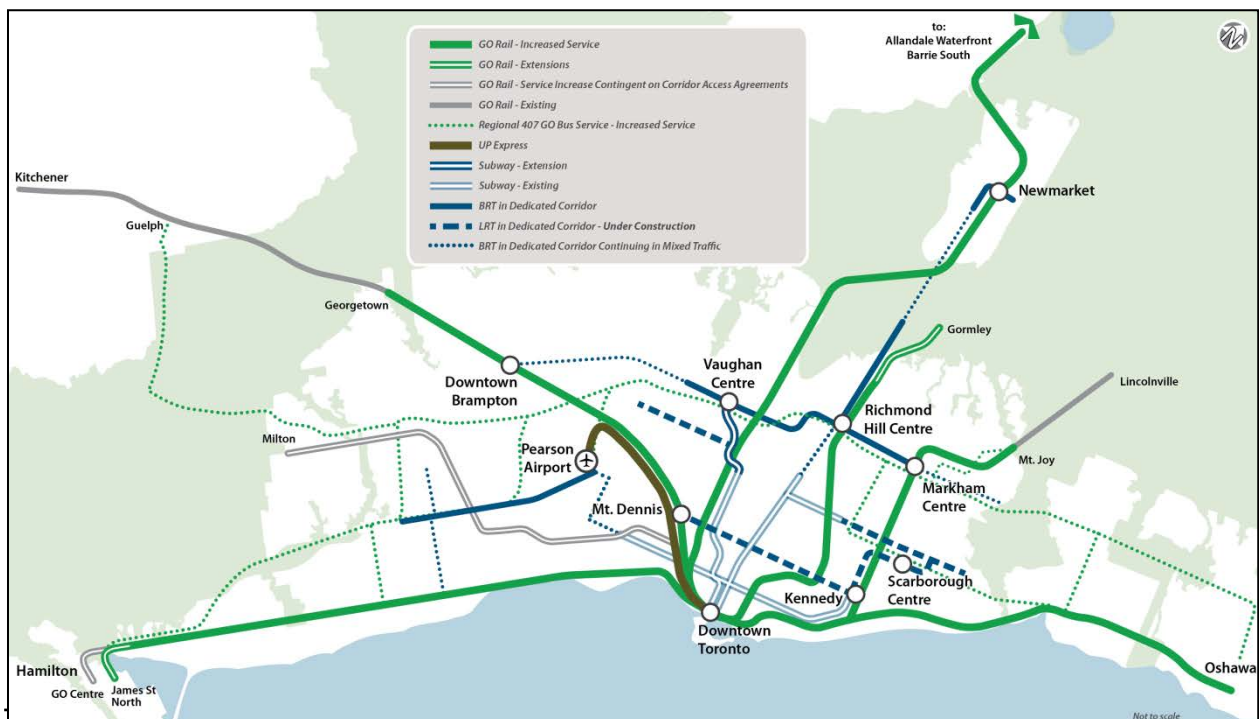 to:
Allandale Waterfront
Barrie South
GO Rail - Increased Service
GO Rail - Extensions
GO Rail - Service Increase Contingent on Corridor Access Agreements
GO Rail - Existing
Regional 407 GO Bus Service - Increased Service
UP Express
Subway - Extension
Subway - Existing
BRT in Dedicated Corridor
LRT in Dedicated Corridor - Under Construction
BRT in Dedicated Corridor Continuing in Mixed Traffic
Kitchener
Guelph
Newmarket
Georgetown
Gormley
Downtown
Brampton
Vaughan
Centre
Lincolnville
Richmond
Hill Centre
Milton
Pearson
Airport
Mt. Joy
Markham
Centre
Mt. Dennis
Scarborough
Centre
Kennedy
Downtown
Toronto
Hamilton
GO Centre
James St
North
Oshawa
Not to scale